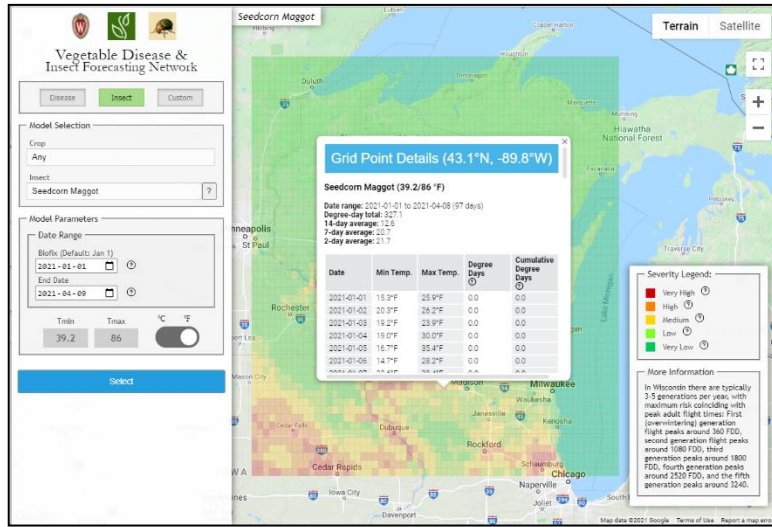 Vegetable Disease &
Insect Forecasting Network
Disease
Insect
Custom
Model Selection
Crop
Any
Insect
Seedcorn Maggot
?
Model Parameters
Date Range
Biofix (Default: Jan 1)
2021-01-01
End Date
2021-04-09
Tmin
Tmax
°C
°F
39.2
86
Select
Seedcorn Maggot
Terrain
Satellite
Copper Harbor
Houghton
Duluth
Ontonagon
Marquette
Munising
Hiawatha
National Forest
Escanaba
Petoskey
Traverse City
Lake Michigan
nneapolis
St Paul
Rochester
Mason City
Cedar Falls
Dubuque
Cedar Rapids
Iowa City
Davenport
Madison
Milwaukee
Waukesha
Janesville
Kenosha
Rockford
Schaumburg
Chicago
Naperville
Joliet
Grid Point Details (43.1°N, -89.8°W)
Seedcorn Maggot (39.2/86 °F)
Date range: 2021-01-01 to 2021-04-08 (97 days)
Degree-day total: 327.1
14-day average: 12.6
7-day average: 20.7
2-day average: 21.7
Date Min Temp. Max Temp. Degree Days Cumulative Degree Days
2021-01-01 15.3°F 25.9°F 0.0 0.0
2021-01-02 20.3°F 26.2°F 0.0 0.0
2021-01-03 19.2°F 23.9°F 0.0 0.0
2021-01-04 19.0°F 30.0°F 0.0 0.0
2021-01-05 16.7°F 35.4°F 0.0 0.0
2021-01-06 14.7°F 28.2°F 0.0 0.0
Severity Legend:
Very High
High
Medium
Low
Very Low
More Information
In Wisconsin there are typically
3-5 generations per year, with
maximum risk coinciding with
peak adult flight times: First
(overwintering) generation
flight peaks around 360 FDD,
second generation flight peaks
around 1080 FDD, third
generation peaks around 1800
FDD, fourth generation peaks
around 2520 FDD, and the fifth
generation peaks around 3240.
Map data ©2021 Google Terms of Use Report a map error